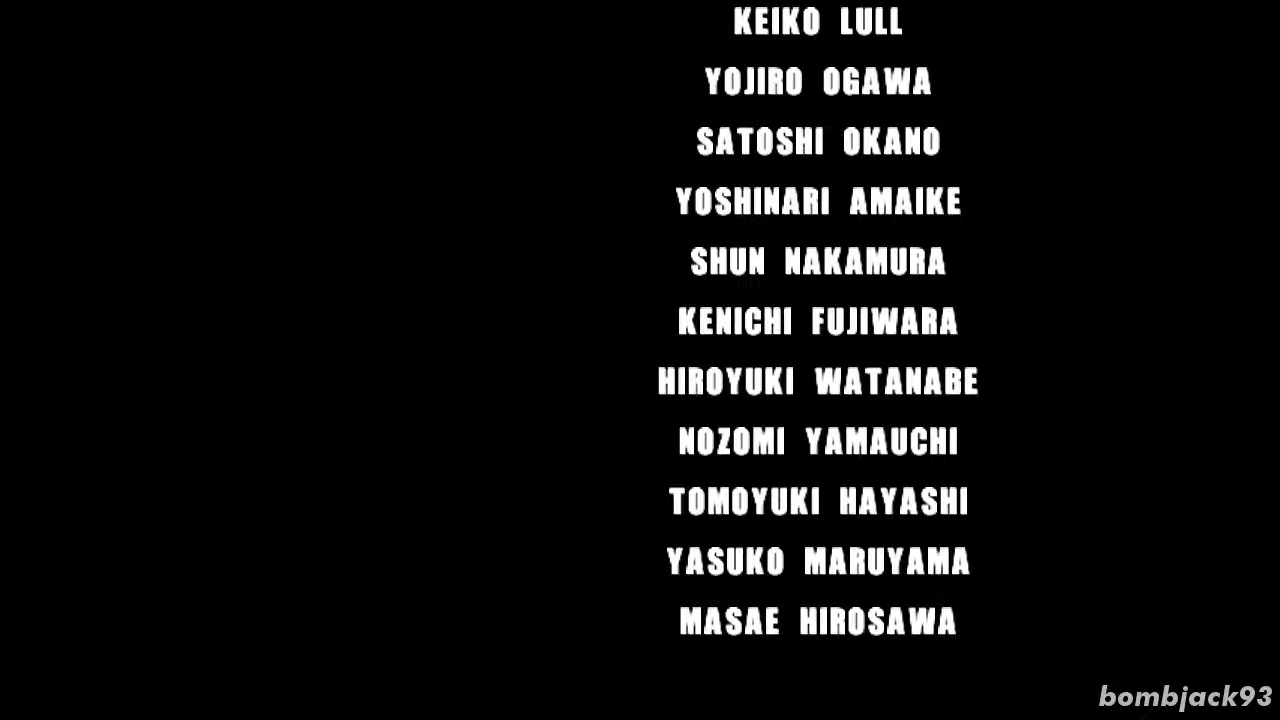 KEIKO LULL
YOJIRO OGAWA
SATOSHI OKANO
YOSHINARI AMAIKE
SHUN NAKAMURA
KENICHI FUJIWARA
HIROYUKI WATANABE
NOZOMI YAMAUCHI
TOMOYUKI HAYASHI
YASUKO MARUYAMA
MASAE HIROSAWA
bombjack93